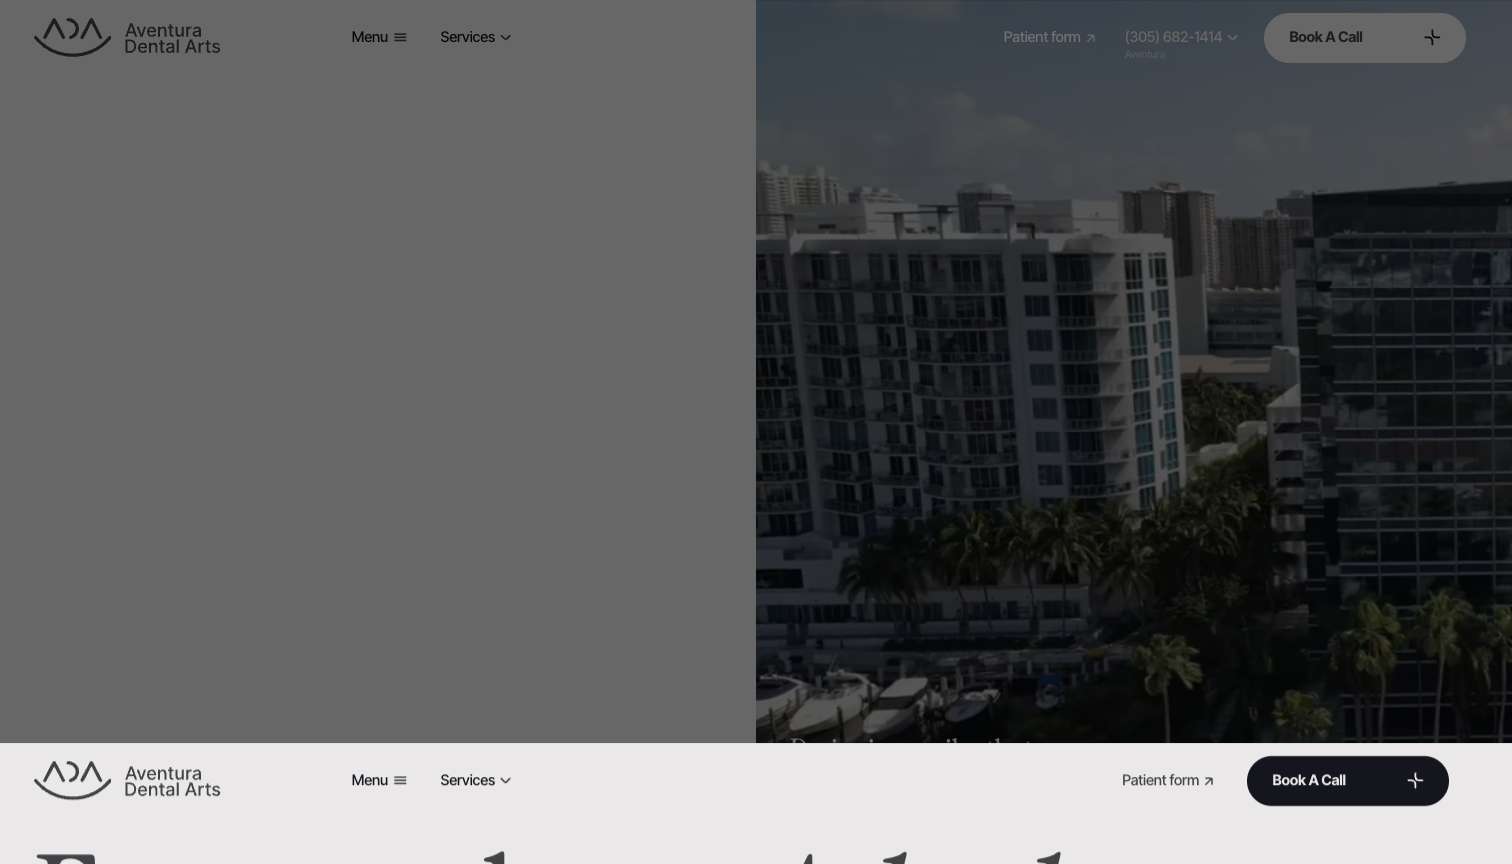 Aventura
Dental Arts
Menu
Services
Patient form
(305) 682-1414
Aventura
Book A Call
Aventura
Dental Arts
Menu
Services
Patient form
Book A Call